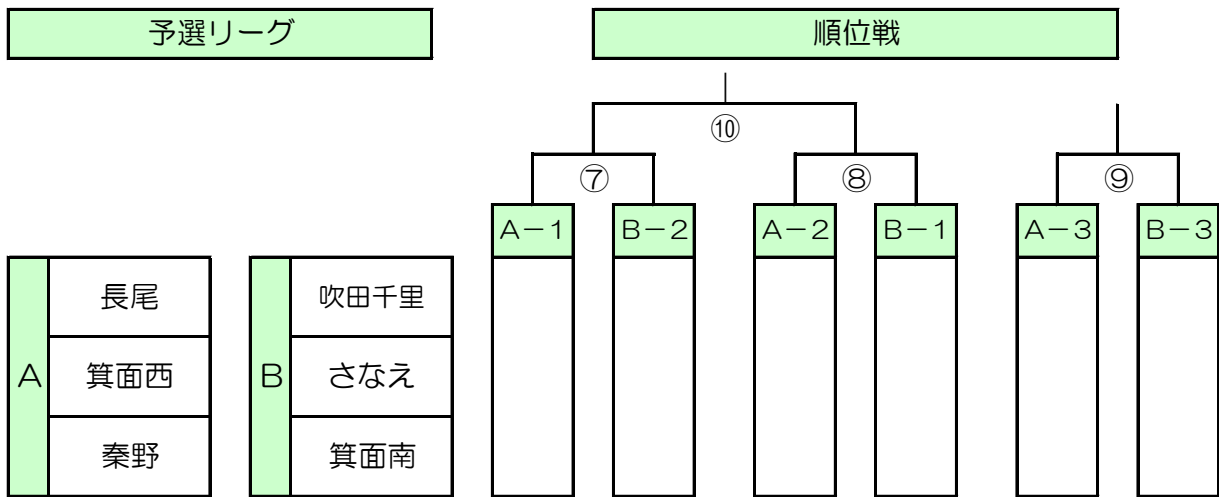 予選リーグ
順位戦
⑩
⑦
⑧
⑨
A－1
B－2
A－2
B－1
A－3
B－3
A
長尾
箕面西
秦野
B
吹田千里
さなえ
箕面南